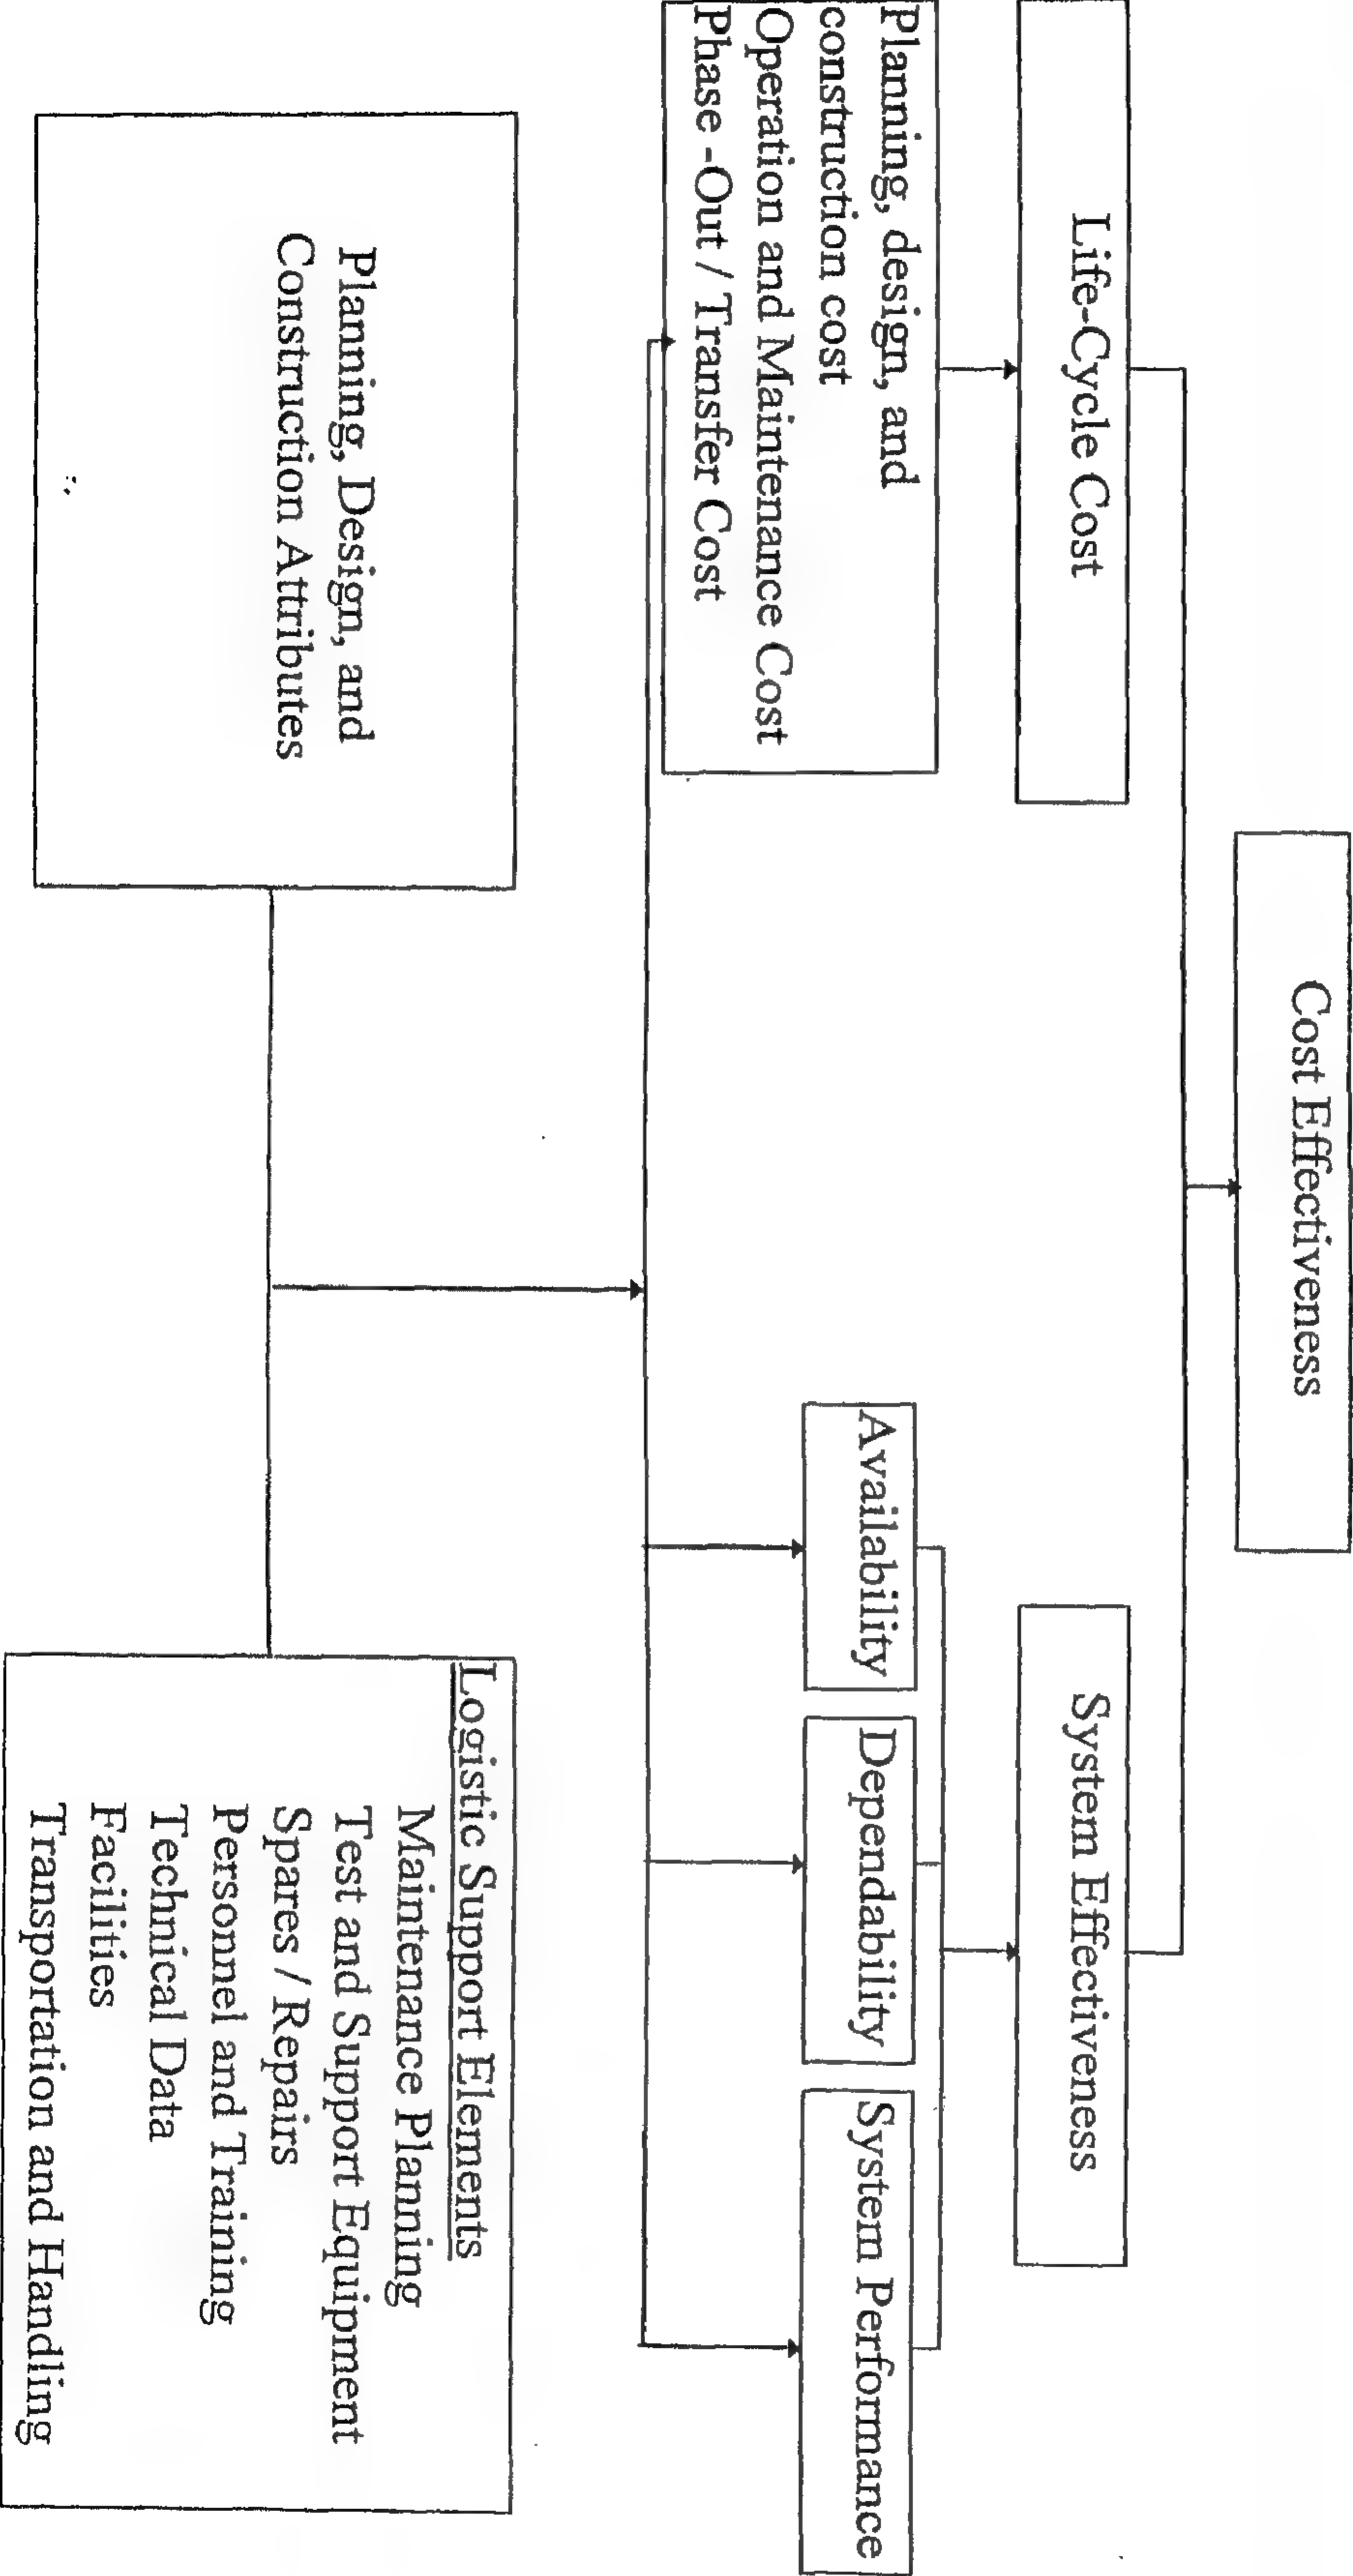 Cost Effectiveness
Life-Cycle Cost
System Effectiveness
Planning, design, and
construction cost
Operation and Maintenance Cost
Phase -Out / Transfer Cost
Availability
Dependability
System Performance
Planning, Design, and
Construction Attributes
Logistic Support Elements
Maintenance Planning
Test and Support Equipment
Spares / Repairs
Personnel and Training
Technical Data
Facilities
Transportation and Handling